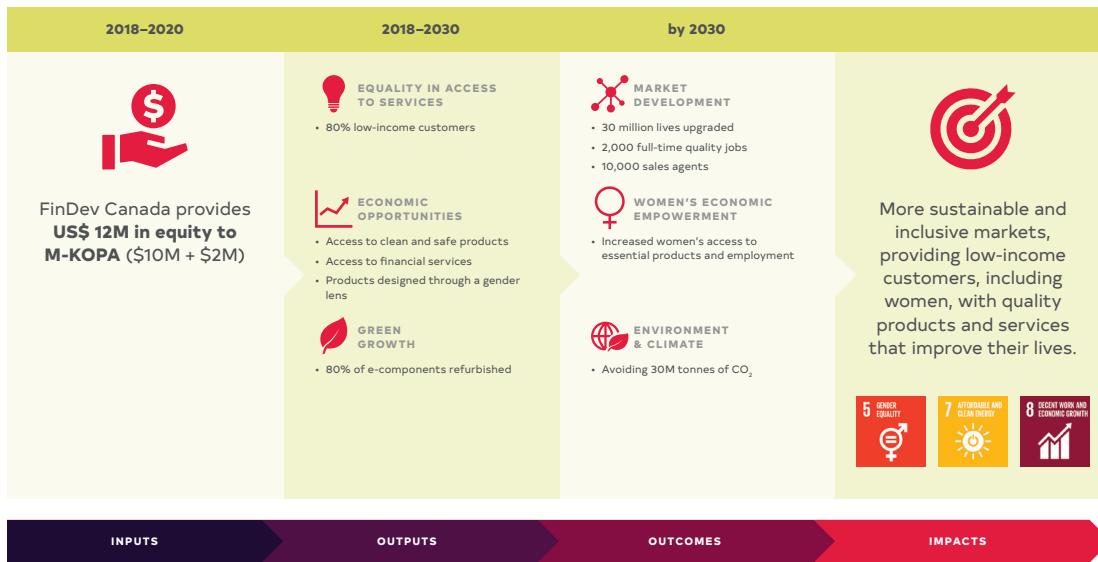 2018–2020
2018–2030
by 2030
$
FinDev Canada provides
US$ 12M in equity to
M-KOPA ($10M + $2M)
EQUALITY IN ACCESS
TO SERVICES
• 80% low-income customers
ECONOMIC
OPPORTUNITIES
• Access to clean and safe products
• Access to financial services
• Products designed through a gender
lens
GREEN
GROWTH
• 80% of e-components refurbished
MARKET
DEVELOPMENT
• 30 million lives upgraded
• 2,000 full-time quality jobs
• 10,000 sales agents
WOMEN'S ECONOMIC
EMPOWERMENT
• Increased women's access to
essential products and employment
ENVIRONMENT
& CLIMATE
• Avoiding 30M tonnes of CO₂
More sustainable and
inclusive markets,
providing low-income
customers, including
women, with quality
products and services
that improve their lives.
5 GENDER
EQUALITY
7 AFFORDABLE AND
CLEAN ENERGY
8 DECENT WORK AND
ECONOMIC GROWTH
INPUTS
OUTPUTS
OUTCOMES
IMPACTS